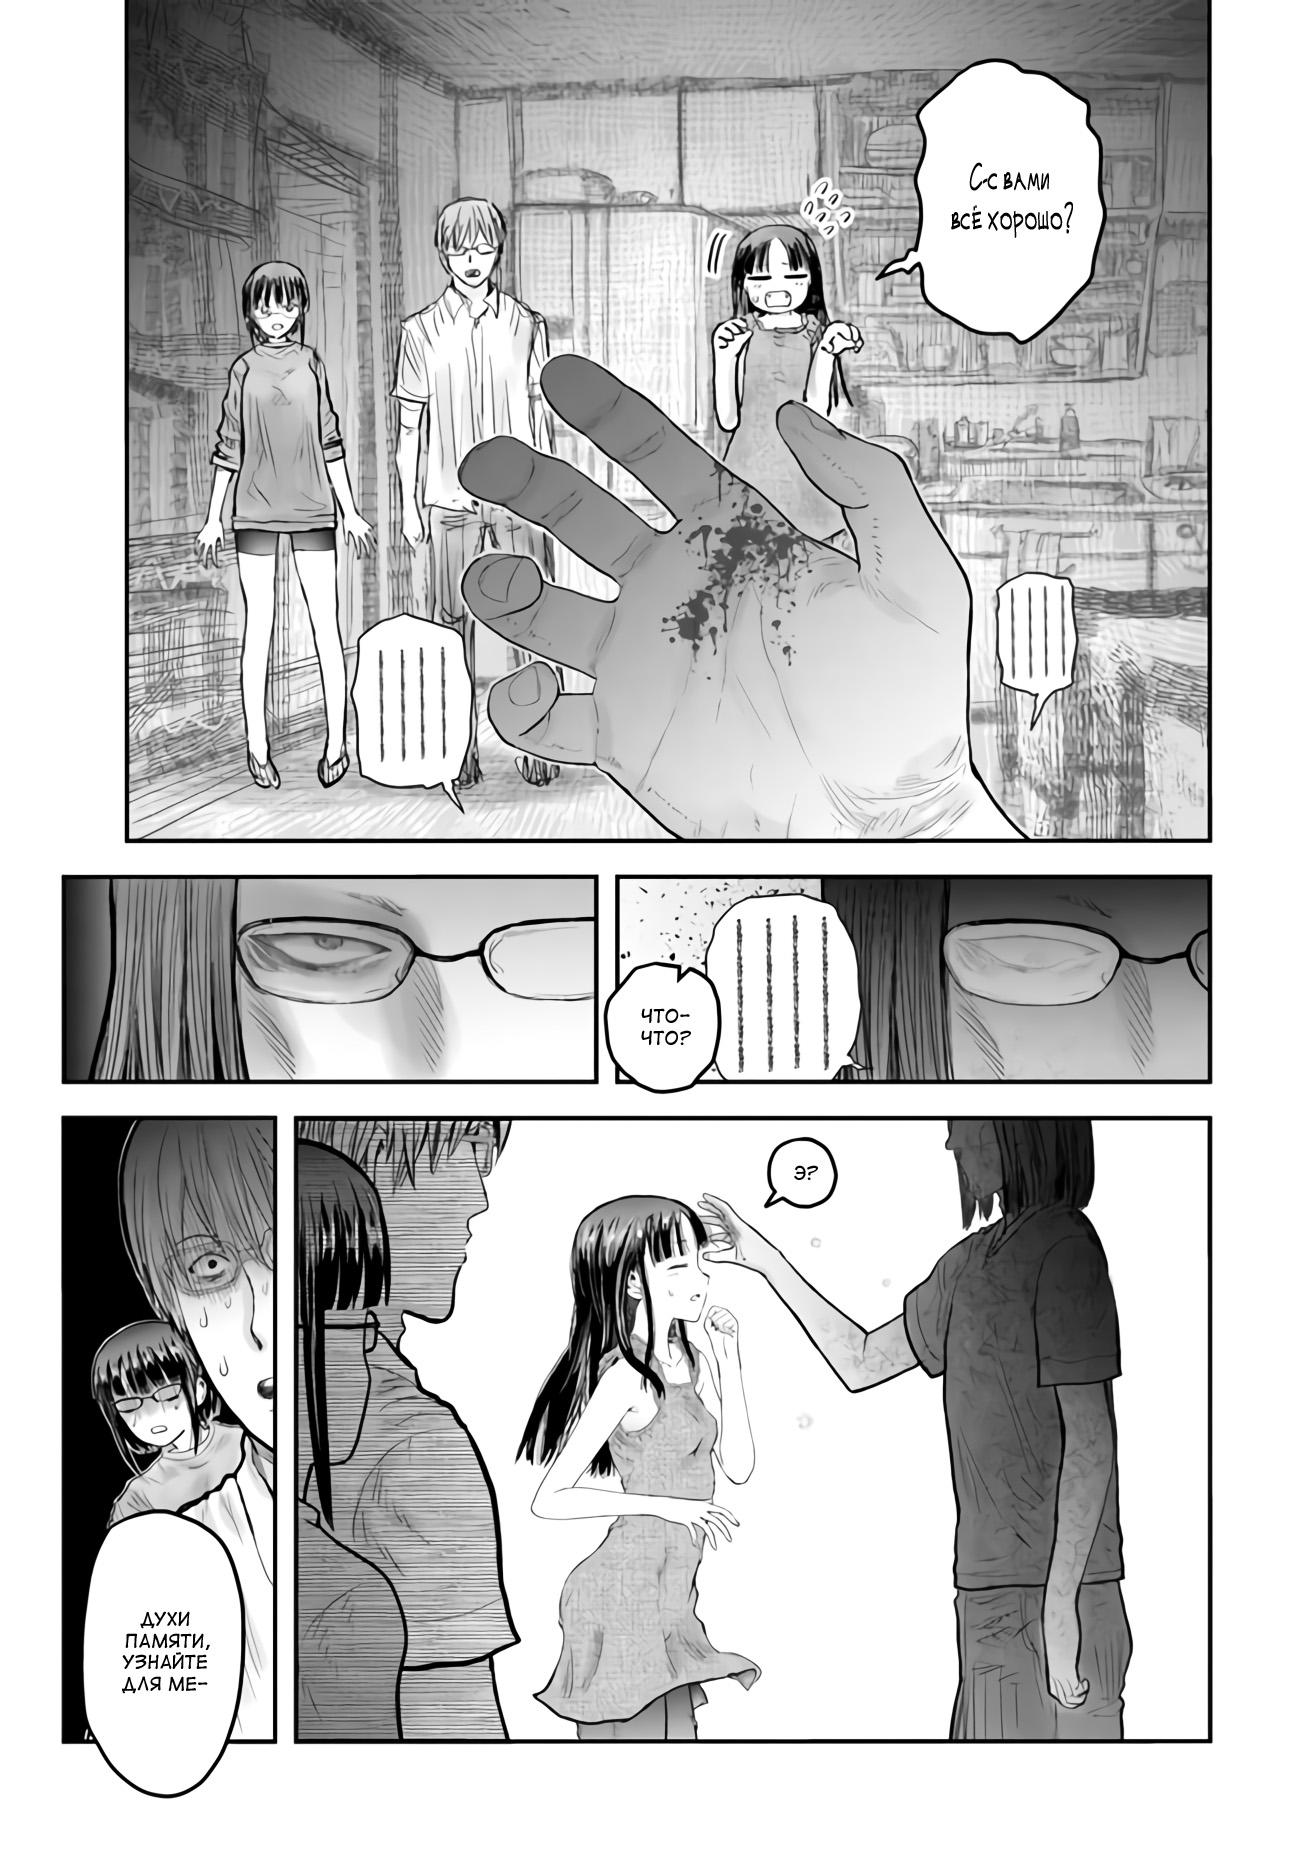 С-с вами
всё хорошо?
ЧТО-
ЧТО?
Э?
ДУХИ
ПАМЯТИ,
УЗНАЙТЕ
ДЛЯ МЕ-